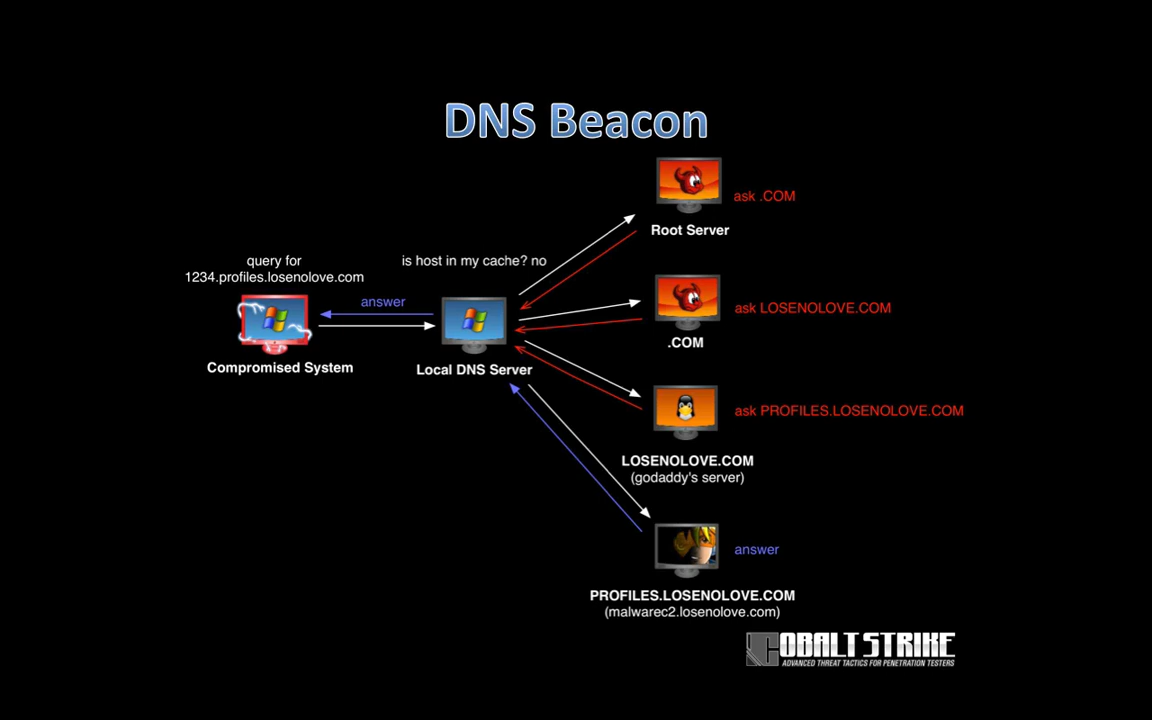 DNS Beacon
ask .COM
Root Server
query for
1234.profiles.losenolove.com
is host in my cache? no
answer
ask LOSENOLOVE.COM
.COM
Compromised System
Local DNS Server
ask PROFILES.LOSENOLOVE.COM
LOSENOLOVE.COM
(godaddy's server)
answer
PROFILES.LOSENOLOVE.COM
(malwarec2.losenolove.com)
COBALT STRIKE
ADVANCED THREAT TACTICS FOR PENETRATION TESTERS